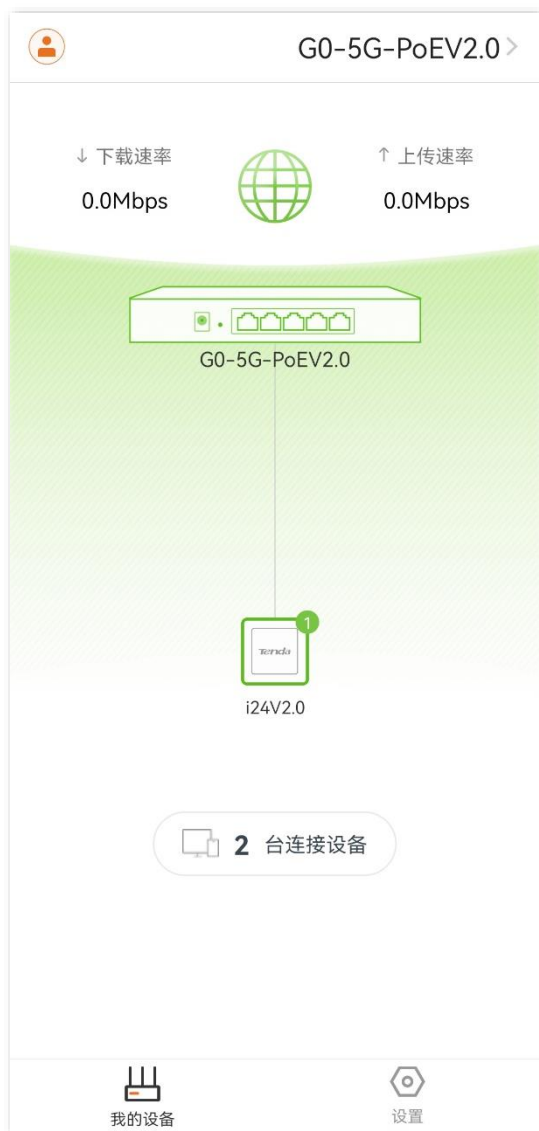 G0-5G-PoEV2.0 >
↓ 下载速率
↑ 上传速率
0.0Mbps
0.0Mbps
G0-5G-PoEV2.0
1
Tenda
i24V2.0
2 台连接设备
我的设备
设置